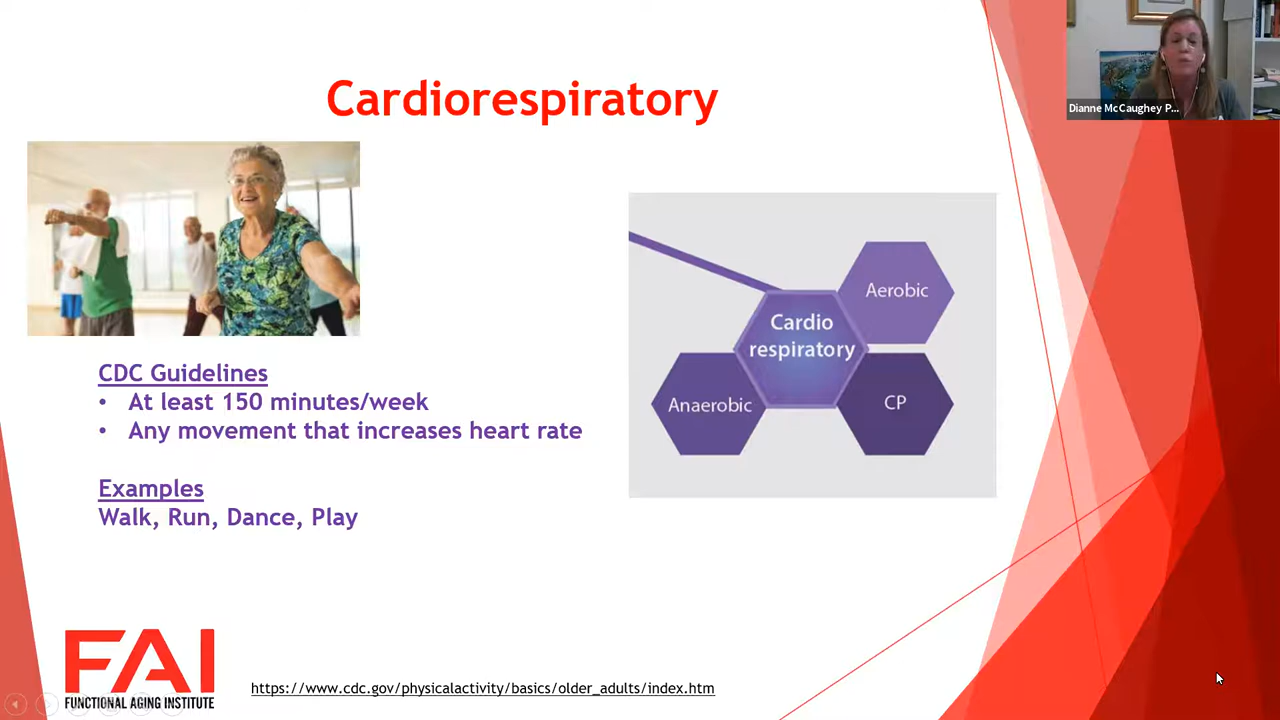 Cardiorespiratory
Dianne McCaughey P...
CDC Guidelines
• At least 150 minutes/week
• Any movement that increases heart rate
Examples
Walk, Run, Dance, Play
Aerobic
Cardio
respiratory
Anaerobic
CP
FAI
FUNCTIONAL AGING INSTITUTE
https://www.cdc.gov/physicalactivity/basics/older_adults/index.htm